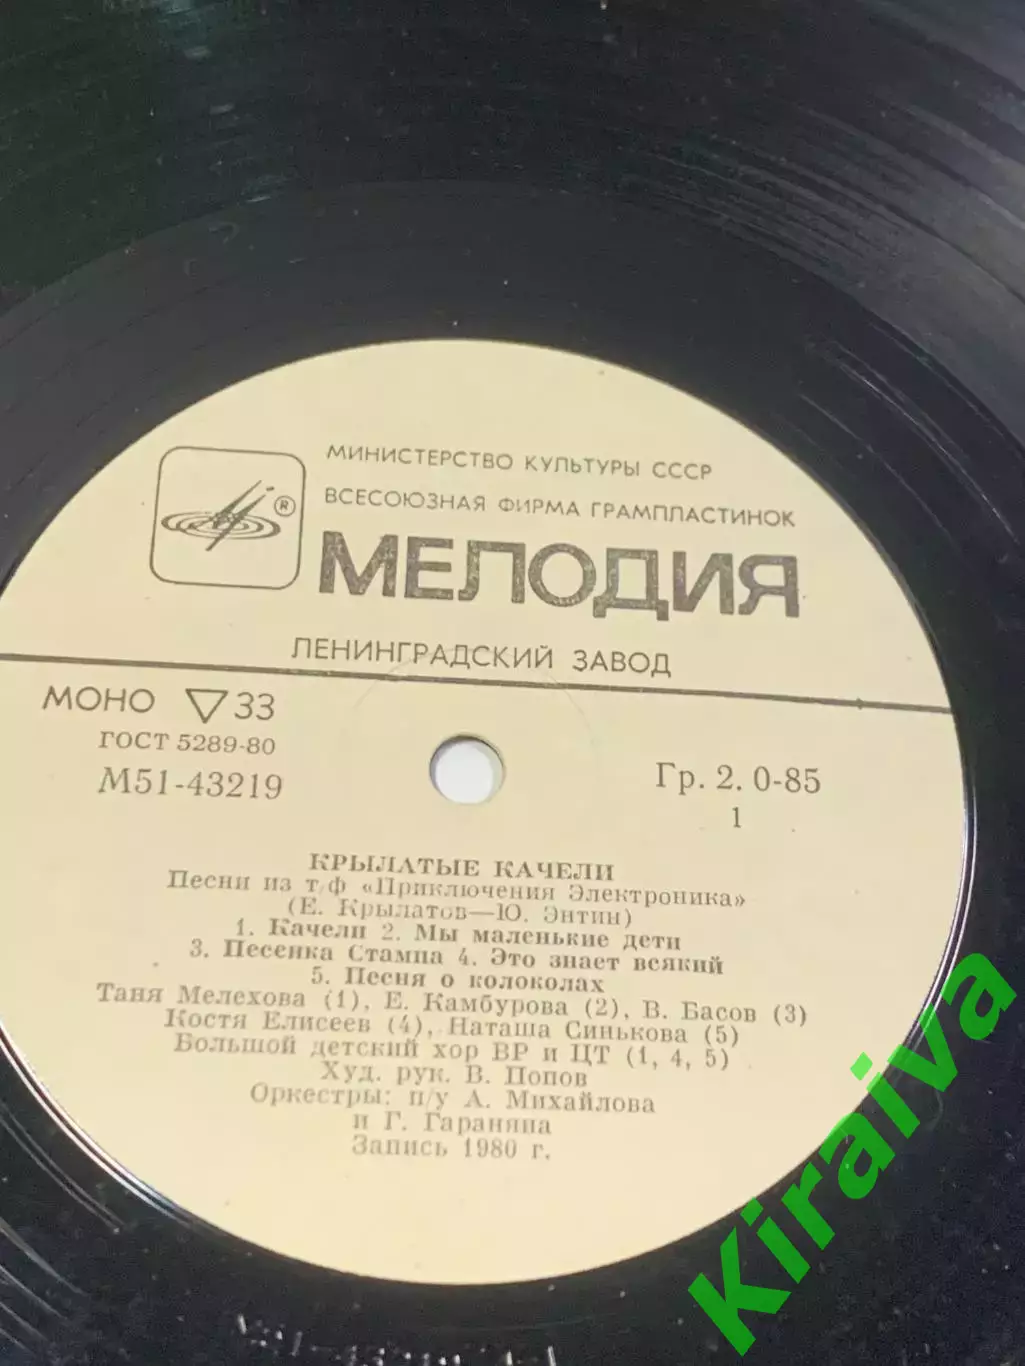 МИНИСТЕРСТВО КУЛЬТУРЫ СССР
ВСЕСОЮЗНАЯ ФИРМА ГРАМПЛАСТИНОК
®
МЕЛОДИЯ
ЛЕНИНГРАДСКИЙ ЗАВОД
МОНО ▽33
ГОСТ 5289-80
М51-43219
Гр. 2. 0-85
1
КРЫЛАТЫЕ КАЧЕЛИ
Песни из т/ф «Приключения Электроника»
(Е. Крылатов—Ю. Энтин)
1. Качели 2. Мы маленькие дети
3. Песенка Стампа 4. Это знает всякий
5. Песня о колоколах
Таня Мелехова (1), Е. Камбурова (2), В. Басов (3)
Костя Елисеев (4), Наташа Синькова (5)
Большой детский хор ВР и ЦТ (1, 4, 5)
Худ. рук. В. Попов
Оркестры: п/у А. Михайлова
и Г. Гараняна
Запись 1980 г.
Kiraiva